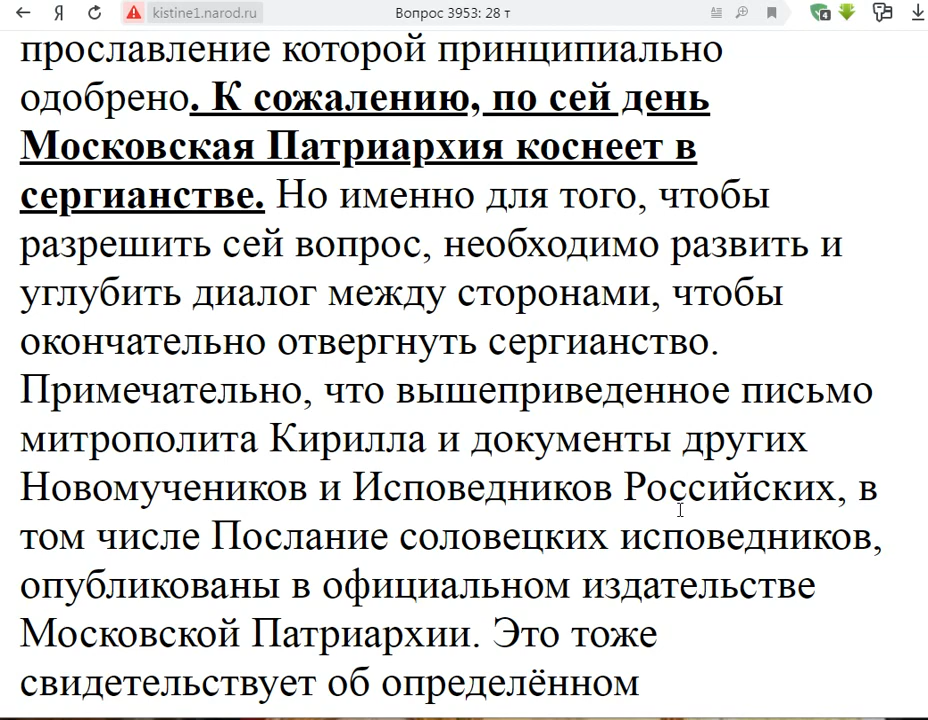 Я
kistine1.narod.ru
Вопрос 3953: 28 т
4
прославление которой принципиально
одобрено. К сожалению, по сей день
Московская Патриархия коснеет в
сергианстве. Но именно для того, чтобы
разрешить сей вопрос, необходимо развить и
углубить диалог между сторонами, чтобы
окончательно отвергнуть сергианство.
Примечательно, что вышеприведенное письмо
митрополита Кирилла и документы других
Новомучеников и Исповедников Российских, в
том числе Послание соловецких исповедников,
опубликованы в официальном издательстве
Московской Патриархии. Это тоже
свидетельствует об определённом